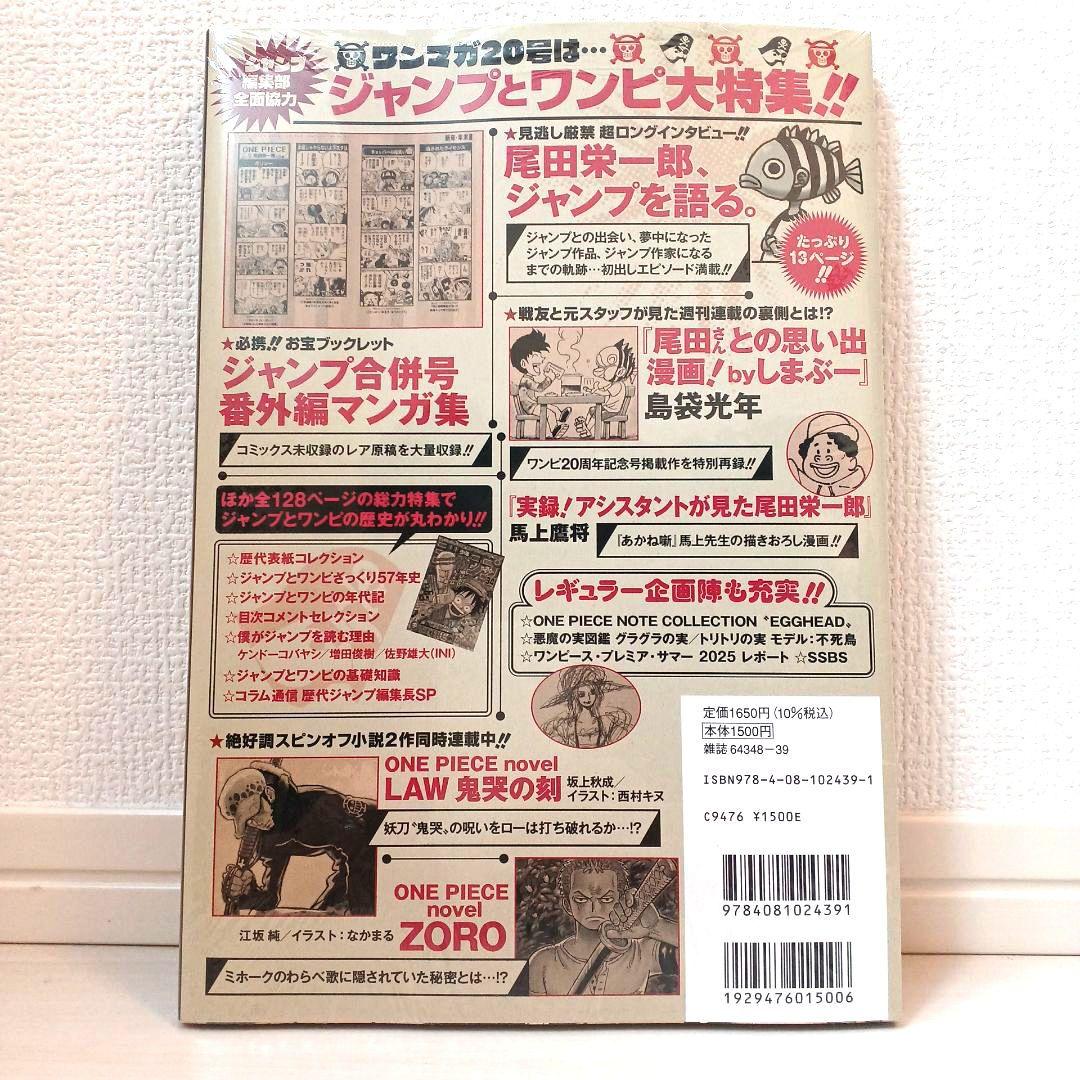 ジャンプ
編集部
全面協力
ワンマガ20号は…
ジャンプとワンピ大特集!!
ONE PIECE
★必携!! お宝ブックレット
ジャンプ合併号
番外編マンガ集
コミックス未収録のレア原稿を大量収録!!
★見逃し厳禁 超ロングインタビュー!!
尾田栄一郎、
ジャンプを語る。
ジャンプとの出会い、夢中になった
ジャンプ作品、ジャンプ作家になる
までの軌跡…初出しエピソード満載!!
たっぷり
13ページ
!!
★戦友と元スタッフが見た週刊連載の裏側とは!?
『尾田さんとの思い出
漫画!byしまぶー』
島袋光年
ワンピ20周年記念号掲載作を特別再録!!
『実録!アシスタントが見た尾田栄一郎』
馬上鷹将
『あかね噺』馬上先生の描きおろし漫画!!
ほか全128ページの総力特集で
ジャンプとワンピの歴史が丸わかり!!
☆歴代表紙コレクション
☆ジャンプとワンピざっくり57年史
☆ジャンプとワンピの年代記
☆目次コメントセレクション
☆僕がジャンプを読む理由
ケンドーコバヤシ/増田俊樹/佐野雄大(INI)
☆ジャンプとワンピの基礎知識
☆コラム通信 歴代ジャンプ編集長SP
レギュラー企画陣も充実!!
☆ONE PIECE NOTE COLLECTION〝EGGHEAD〟
☆悪魔の実図鑑 グラグラの実/トリトリの実 モデル:不死鳥
☆ワンピース・プレミア・サマー 2025 レポート ☆SSBS
★絶好調スピンオフ小説2作同時連載中!!
ONE PIECE novel
LAW 鬼哭の刻
坂上秋成/
イラスト:西村キヌ
妖刀〝鬼哭〟の呪いをローは打ち破れるか…!?
ONE PIECE
novel
ZORO
江坂 純/イラスト:なかまる
ミホークのわらべ歌に隠されていた秘密とは…!?
定価1650円(10%税込)
本体1500円
雑誌 64348-39
ISBN978-4-08-102439-1
C9476 ¥1500E
9784081024391
1929476015006